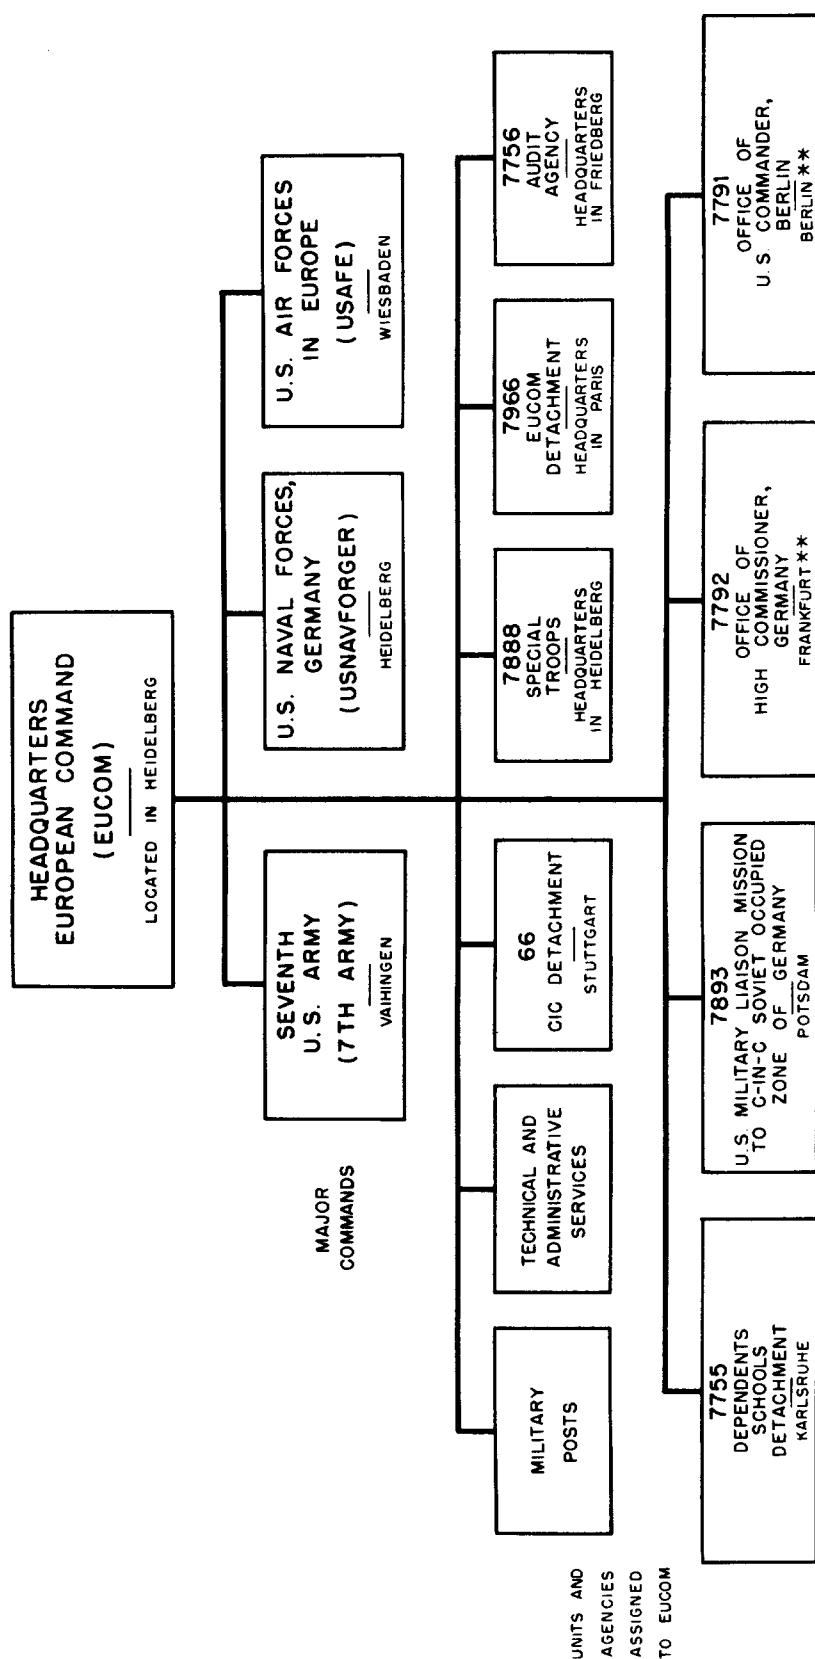 HEADQUARTERS
EUROPEAN COMMAND
(EUCOM)
LOCATED IN HEIDELBERG
MAJOR
COMMANDS
SEVENTH
U.S. ARMY
(7TH ARMY)
VAIHINGEN
U.S. NAVAL FORCES,
GERMANY
(USNAVFORGER)
HEIDELBERG
U.S. AIR FORCES
IN EUROPE
(USAFE)
WIESBADEN
UNITS AND
AGENCIES
ASSIGNED
TO EUCOM
MILITARY
POSTS
TECHNICAL AND
ADMINISTRATIVE
SERVICES
66
CIC DETACHMENT
STUTTGART
7888
SPECIAL
TROOPS
HEADQUARTERS
IN HEIDELBERG
7966
EUCOM
DETACHMENT
HEADQUARTERS
IN PARIS
7756
AUDIT
AGENCY
HEADQUARTERS
IN FRIEDBERG
7755
DEPENDENTS
SCHOOLS
DETACHMENT
KARLSRUHE
7893
U.S. MILITARY LIAISON MISSION
TO C-IN-C SOVIET OCCUPIED
ZONE OF GERMANY
POTSDAM
7792
OFFICE OF
HIGH COMMISSIONER,
GERMANY
FRANKFURT**
7791
OFFICE OF
U.S. COMMANDER,
BERLIN
BERLIN**